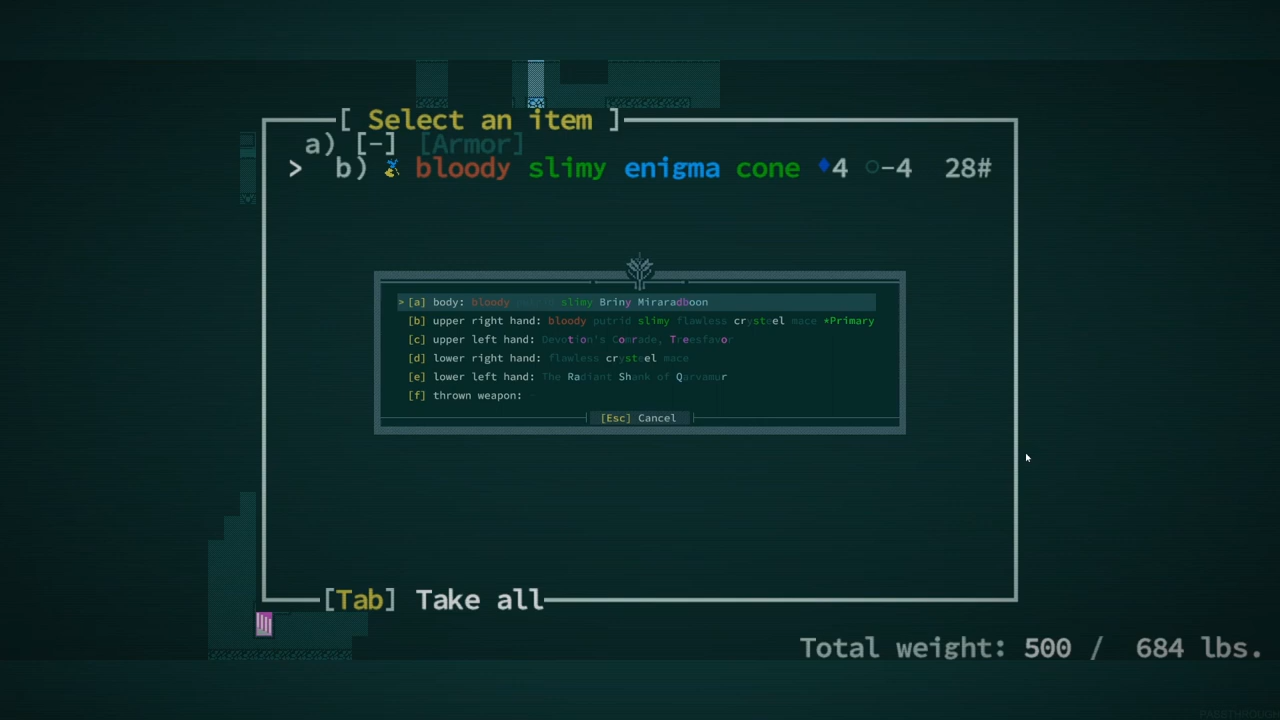 [ Select an item ]
a) [-] [Armor]
> b) bloody slimy enigma cone ♦4 ○-4 28#
> [a] body: bloody putrid slimy Briny Miraradboon
[b] upper right hand: bloody putrid slimy flawless crysteel mace *Primary
[c] upper left hand: Devotion's Comrade, Treesfavor
[d] lower right hand: flawless crysteel mace
[e] lower left hand: The Radiant Shank of Qarvamur
[f] thrown weapon:
[Esc] Cancel
[Tab] Take all
Total weight: 500 / 684 lbs.